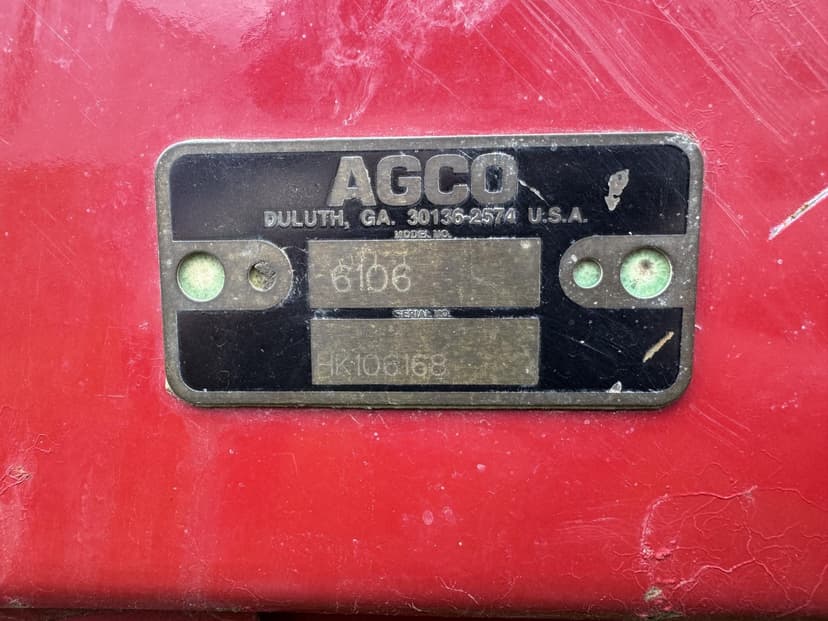 AGCO
DULUTH, GA. 30136-2574 U.S.A.
MODEL NO.
6106
SERIAL NO.
HK106168